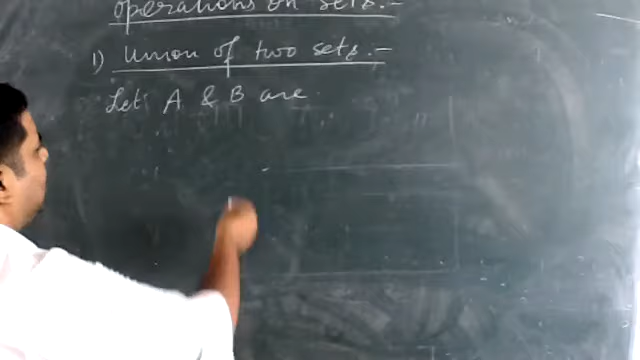 operations on sets:-
1) Union of two sets:-
Let A & B are